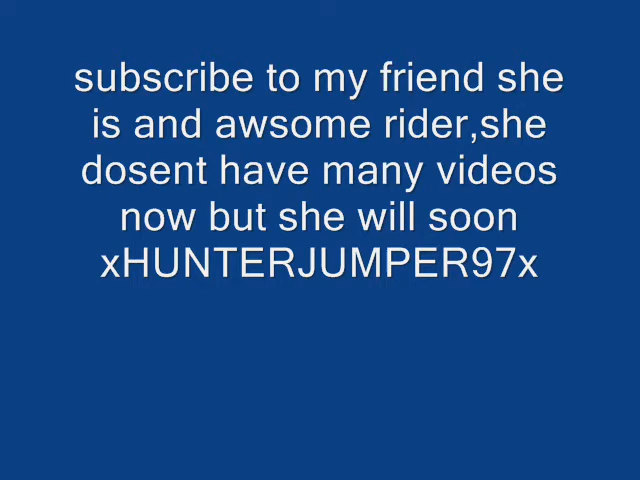 subscribe to my friend she
is and awsome rider,she
dosent have many videos
now but she will soon
xHUNTERJUMPER97x